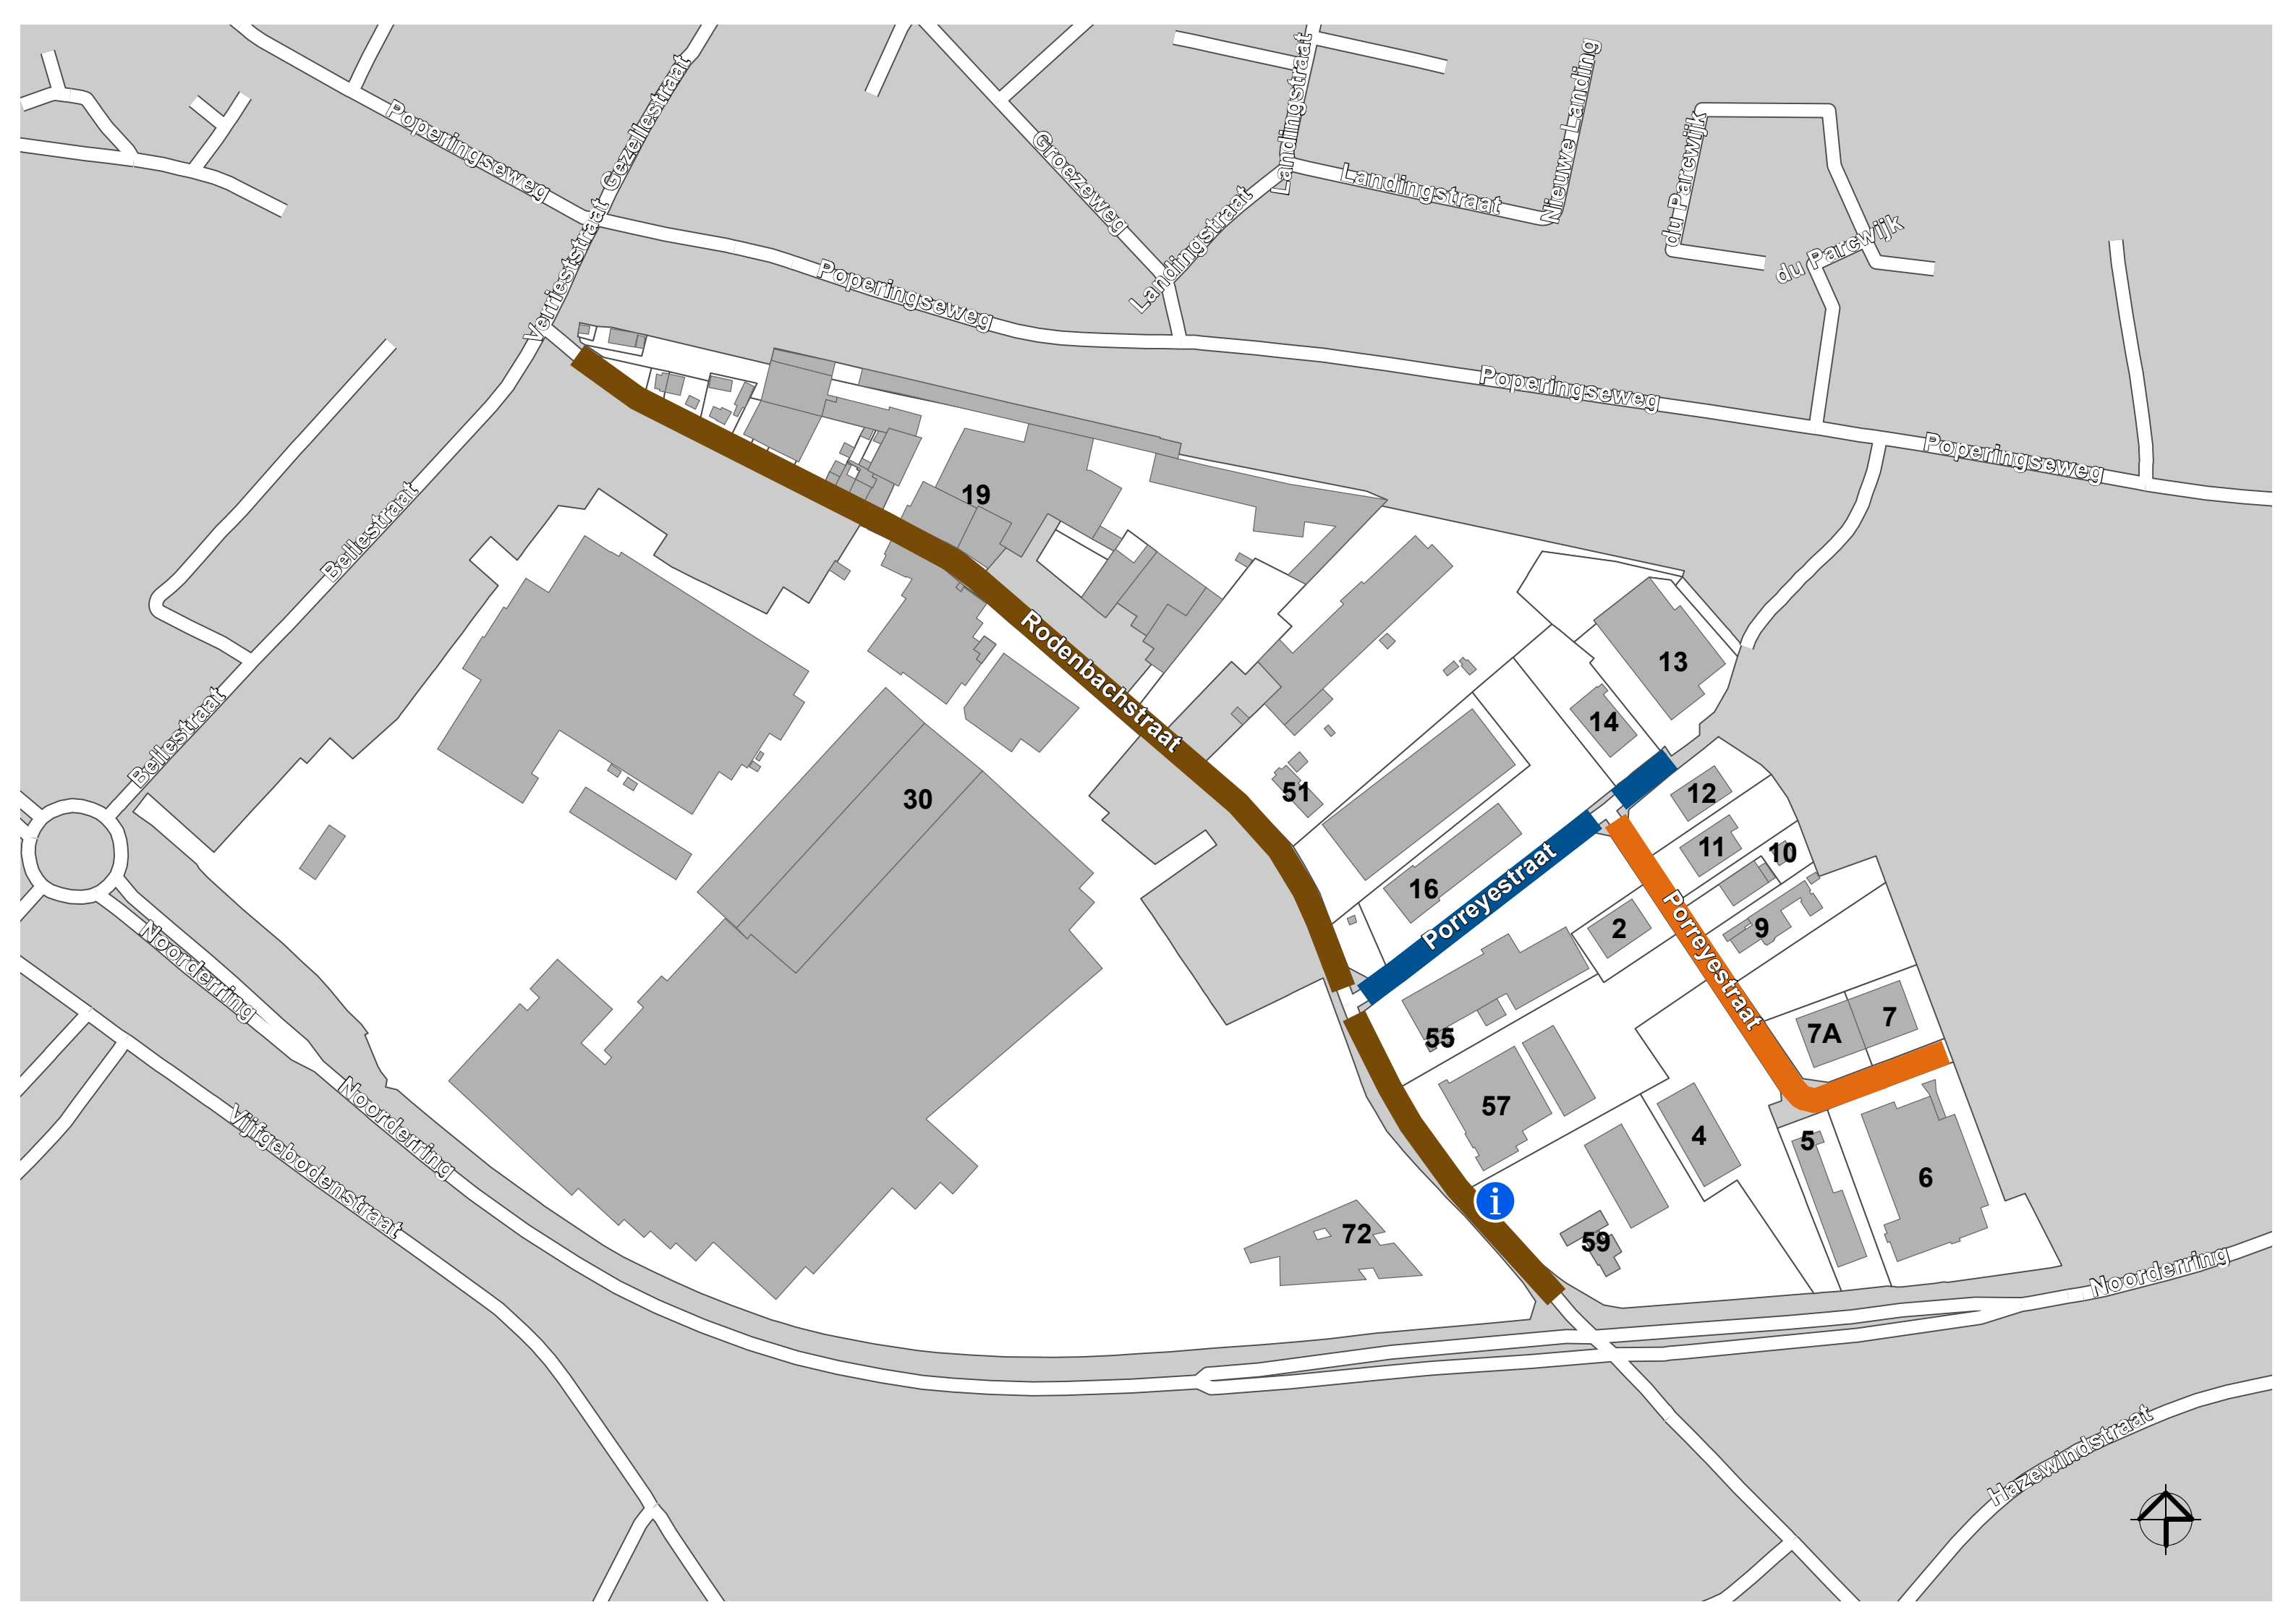 Poperingseweg
Gezellestraat
Verrieststraat
Groezeweg
Landingstraat
Landingstraat
Landingstraat
Nieuwe Landing
du Parcwijk
du Parcwijk
Poperingseweg
Poperingseweg
Poperingseweg
Bellestraat
Bellestraat
Rodenbachstraat
19
13
14
30
51
12
11
10
16
Porreyestraat
2
9
Porreyestraat
55
7A
7
57
4
5
6
i
72
59
Noorderring
Noorderring
Vijfgebodenstraat
Noorderring
Hazewindstraat